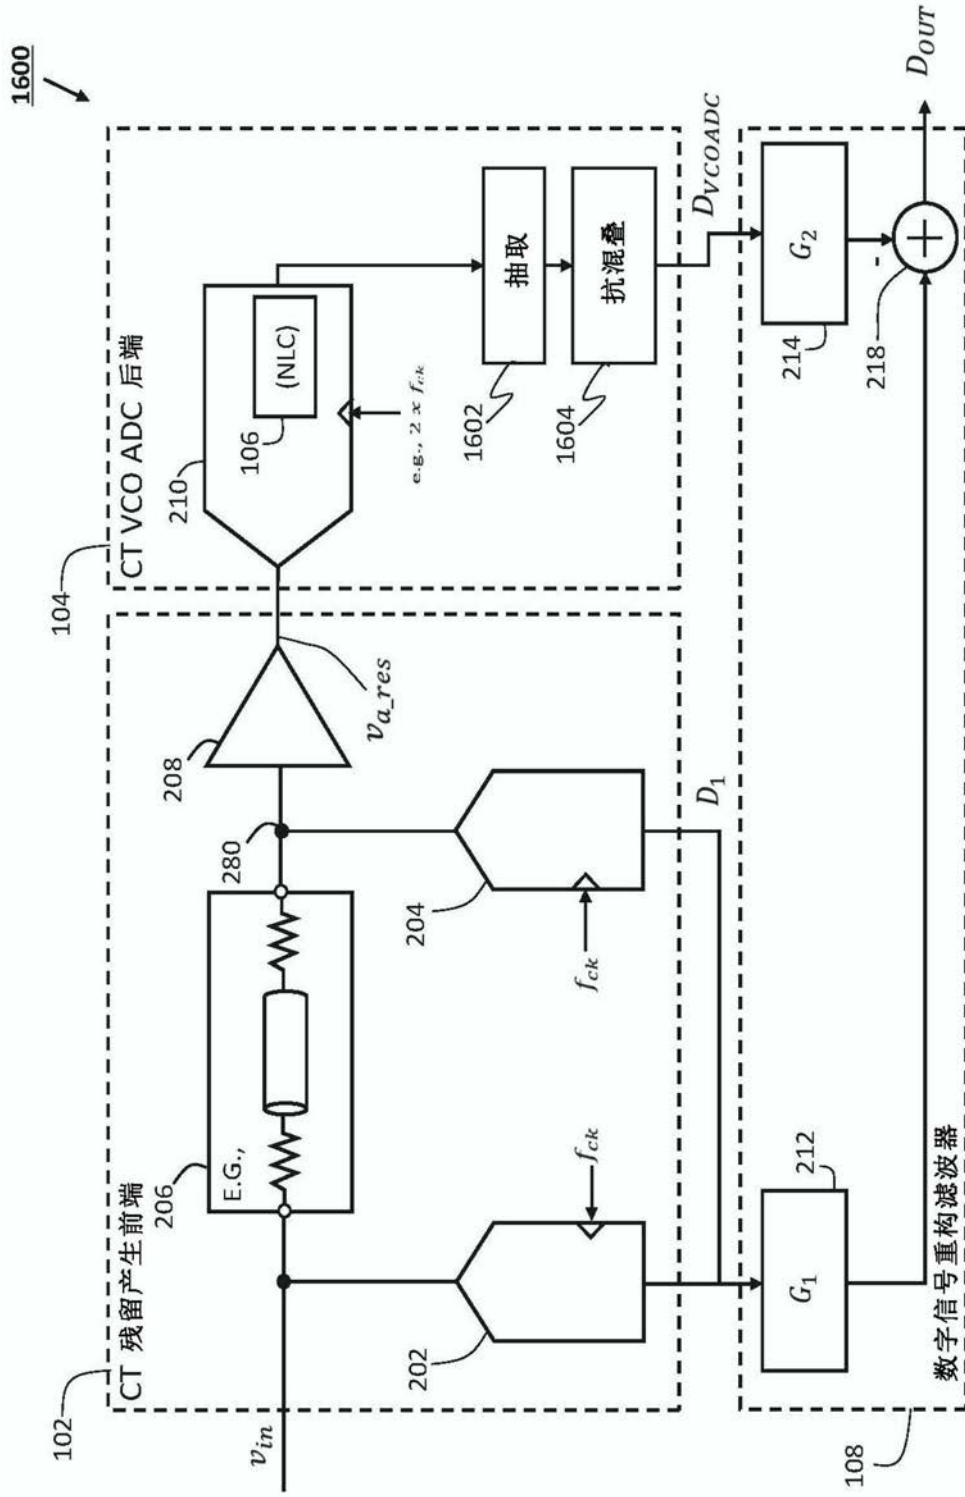 1600
102
CT 残留产生前端
104
CT VCO ADC 后端
v_in
206
E.G.,
280
208
v_{a_res}
210
106
(NLC)
e.g., 2 x f_ck
1602
抽取
1604
抗混叠
D_VCOADC
202
f_ck
204
f_ck
D_1
108
数字信号重构滤波器
212
G_1
214
G_2
218
-
+
D_OUT